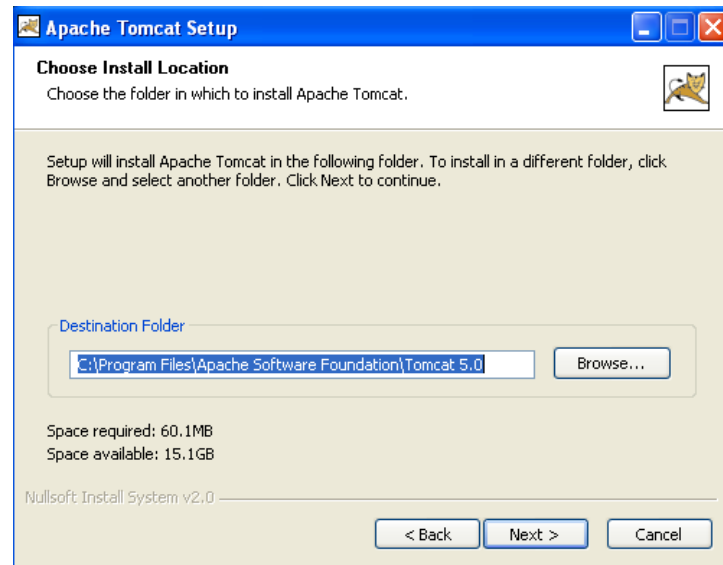 Apache Tomcat Setup
Choose Install Location
Choose the folder in which to install Apache Tomcat.
Setup will install Apache Tomcat in the following folder. To install in a different folder, click
Browse and select another folder. Click Next to continue.
Destination Folder
C:\Program Files\Apache Software Foundation\Tomcat 5.0
Browse...
Space required: 60.1MB
Space available: 15.1GB
Nullsoft Install System v2.0
< Back Next > Cancel